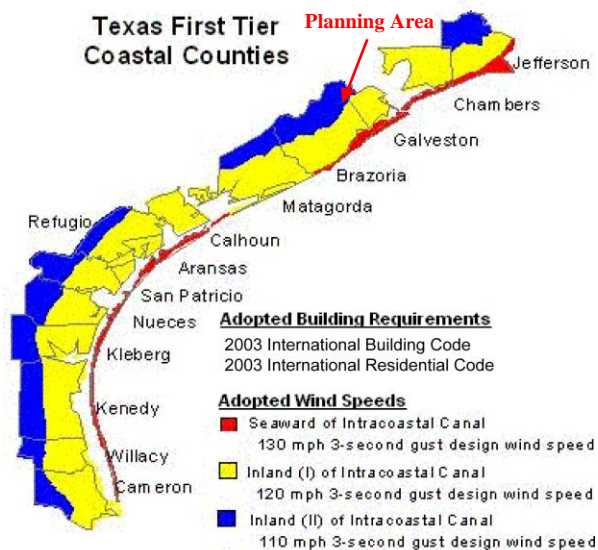 Texas First Tier
Coastal Counties
Planning Area
Jefferson
Chambers
Galveston
Brazoria
Matagorda
Refugio
Calhoun
Aransas
San Patricio
Nueces
Kleberg
Kenedy
Willacy
Cameron
Adopted Building Requirements
2003 International Building Code
2003 International Residential Code
Adopted Wind Speeds
Seaward of Intracoastal Canal
130 mph 3-second gust design wind speed
Inland (I) of Intracoastal Canal
120 mph 3-second gust design wind speed
Inland (II) of Intracoastal Canal
110 mph 3-second gust design wind speed